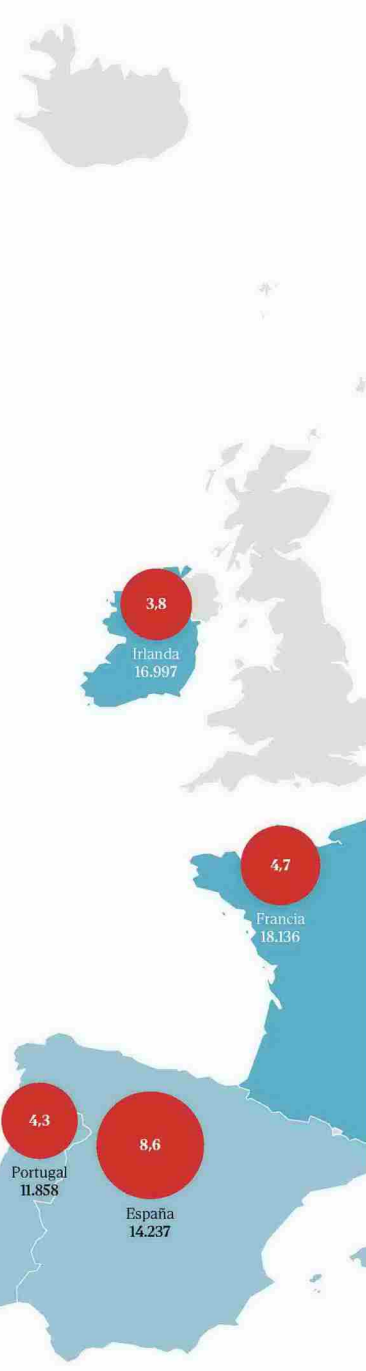 3,8
Irlanda
16.997
4,7
Francia
18.136
4,3
Portugal
11.858
8,6
España
14.237